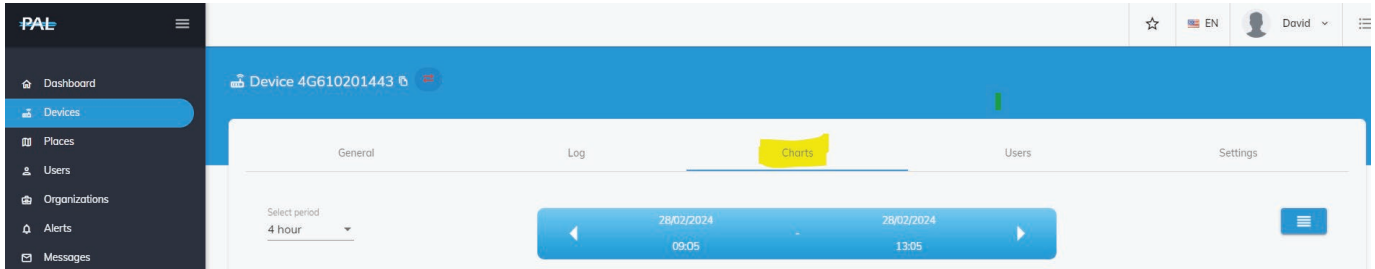 PAL
EN
David
Dashboard
Devices
Places
Users
Organizations
Alerts
Messages
Device 4G610201443
General
Log
Charts
Users
Settings
Select period
4 hour
28/02/2024 - 28/02/2024
09:05 13:05